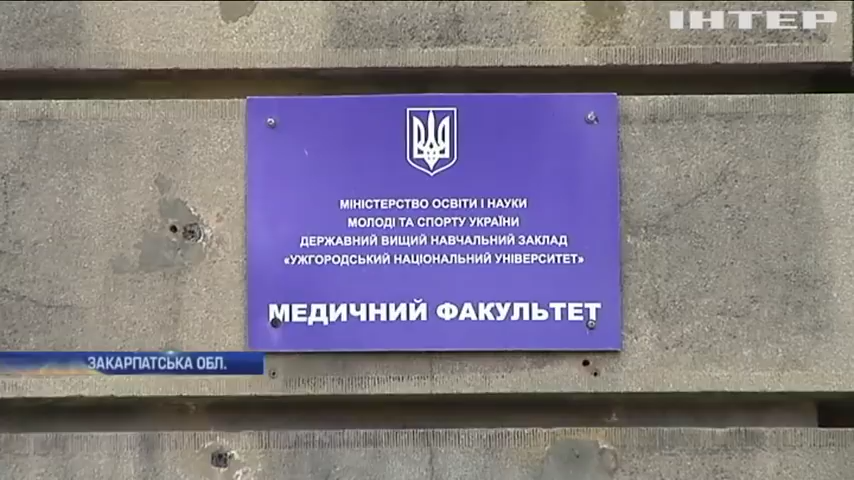 ІНТЕР
МІНІСТЕРСТВО ОСВІТИ І НАУКИ
МОЛОДІ ТА СПОРТУ УКРАЇНИ
ДЕРЖАВНИЙ ВИЩИЙ НАВЧАЛЬНИЙ ЗАКЛАД
«УЖГОРОДСЬКИЙ НАЦІОНАЛЬНИЙ УНІВЕРСИТЕТ»
МЕДИЧНИЙ ФАКУЛЬТЕТ
ЗАКАРПАТСЬКА ОБЛ.